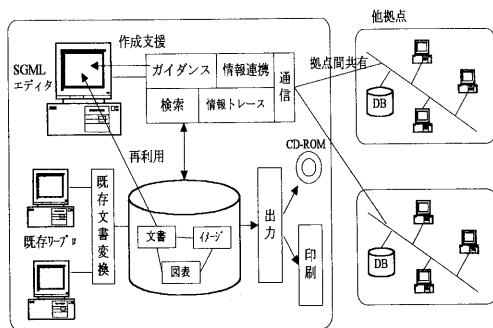 他拠点
作成支援
SGML
エディタ
ガイダンス
情報連携
通信
検索
情報トレース
拠点間共有
DB
再利用
CD-ROM
既存ワープロ
既存文書変換
文書
イメージ
図表
出力
印刷
DB